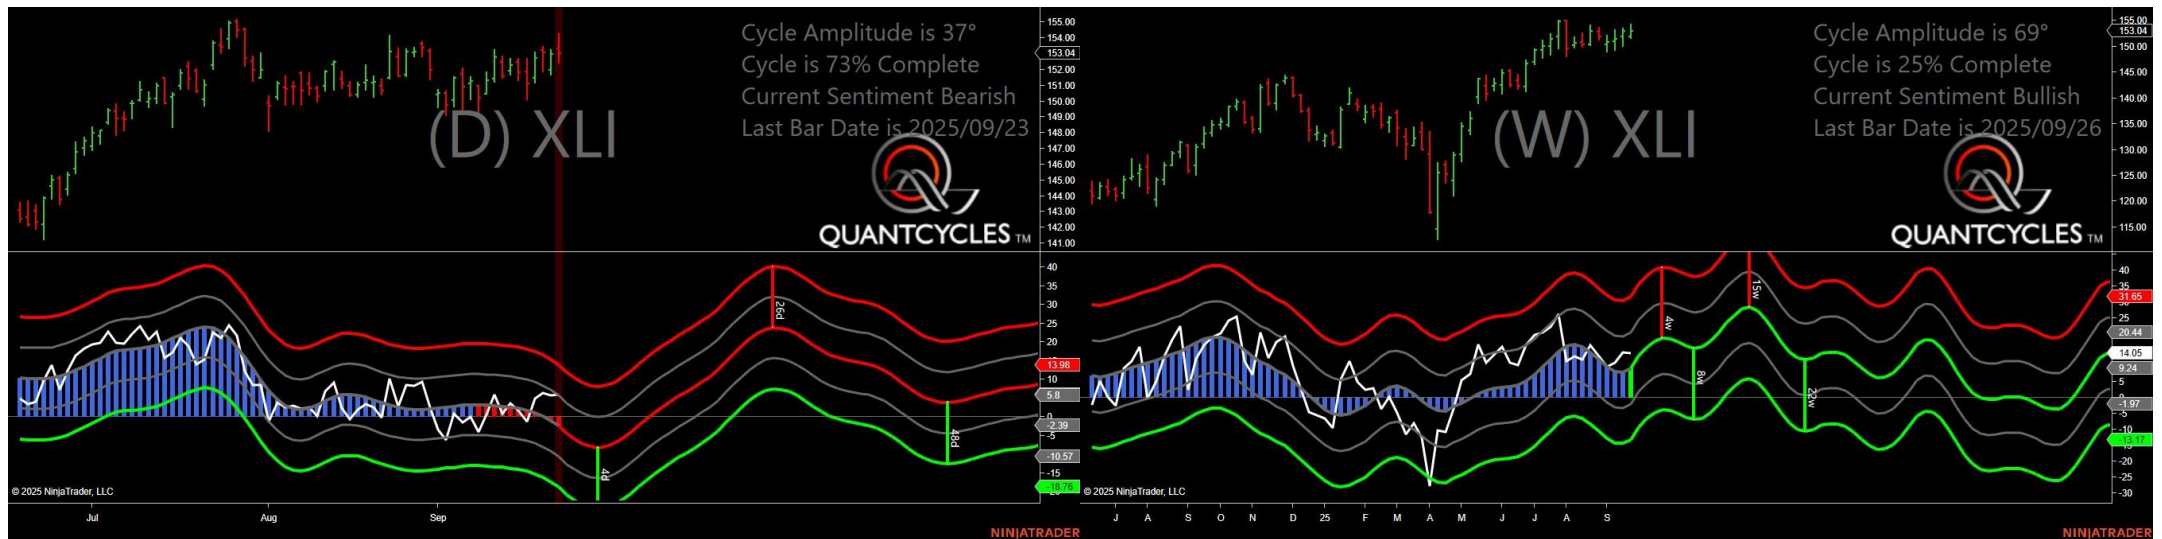 Cycle Amplitude is 37°
Cycle is 73% Complete
Current Sentiment Bearish
Last Bar Date is 2025/09/23
(D) XLI
QUANTCYCLES TM
155.00
154.00
153.04
152.00
151.00
150.00
149.00
148.00
147.00
146.00
145.00
144.00
143.00
142.00
141.00
40
35
30
25
20
13.98
10
5.8
0
-2.39
-5
-10.57
-15
-18.76
26d
48d
4d
© 2025 NinjaTrader, LLC
Jul
Aug
Sep
NINJATRADER
Cycle Amplitude is 69°
Cycle is 25% Complete
Current Sentiment Bullish
Last Bar Date is 2025/09/26
(W) XLI
QUANTCYCLES TM
155.00
153.04
150.00
145.00
140.00
135.00
130.00
125.00
120.00
115.00
40
35
31.65
25
20.44
14.05
9.24
5
-1.97
-10
-13.17
-20
-25
-30
4w
15w
8w
22w
© 2025 NinjaTrader, LLC
J
A
S
O
N
D
25
F
M
A
M
J
J
A
S
NINJATRADER